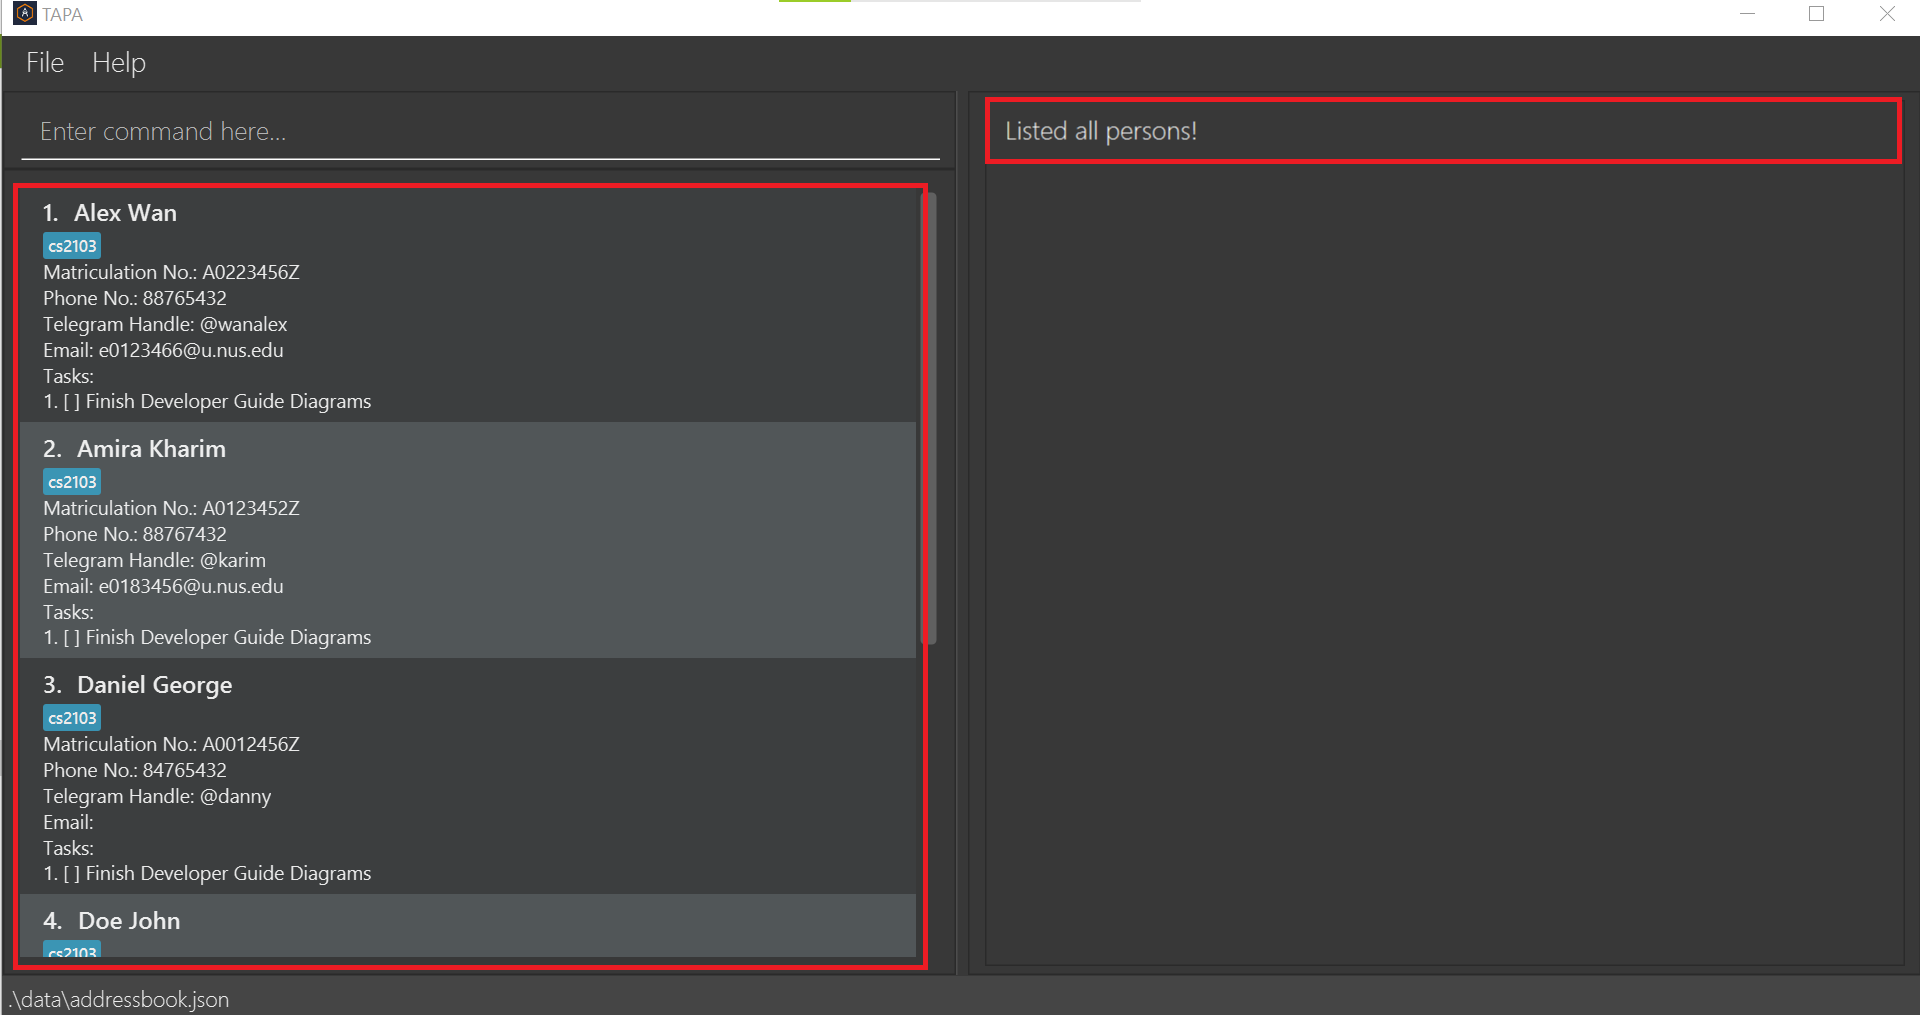 TAPA
File Help
Enter command here...
Listed all persons!
1. Alex Wan
cs2103
Matriculation No.: A0223456Z
Phone No.: 88765432
Telegram Handle: @wanalex
Email: e0123466@u.nus.edu
Tasks:
1. [ ] Finish Developer Guide Diagrams
2. Amira Kharim
cs2103
Matriculation No.: A0123452Z
Phone No.: 88767432
Telegram Handle: @karim
Email: e0183456@u.nus.edu
Tasks:
1. [ ] Finish Developer Guide Diagrams
3. Daniel George
cs2103
Matriculation No.: A0012456Z
Phone No.: 84765432
Telegram Handle: @danny
Email:
Tasks:
1. [ ] Finish Developer Guide Diagrams
4. Doe John
cs2103
.\data\addressbook.json